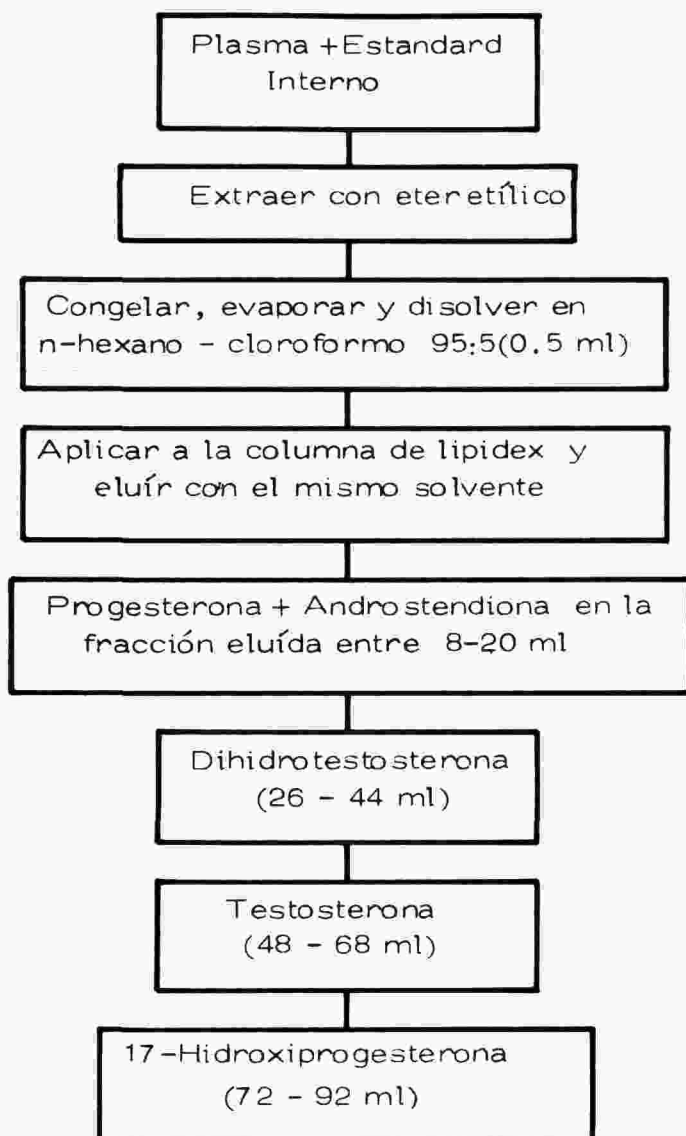 Plasma + Estandard
Interno
Extraer con eter etílico
Congelar, evaporar y disolver en
n-hexano - cloroformo 95:5(0.5 ml)
Aplicar a la columna de lipidex y
eluír con el mismo solvente
Progesterona + Androstendiona en la
fracción eluída entre 8-20 ml
Dihidrotestosterona
(26 - 44 ml)
Testosterona
(48 - 68 ml)
17-Hidroxiprogesterona
(72 - 92 ml)